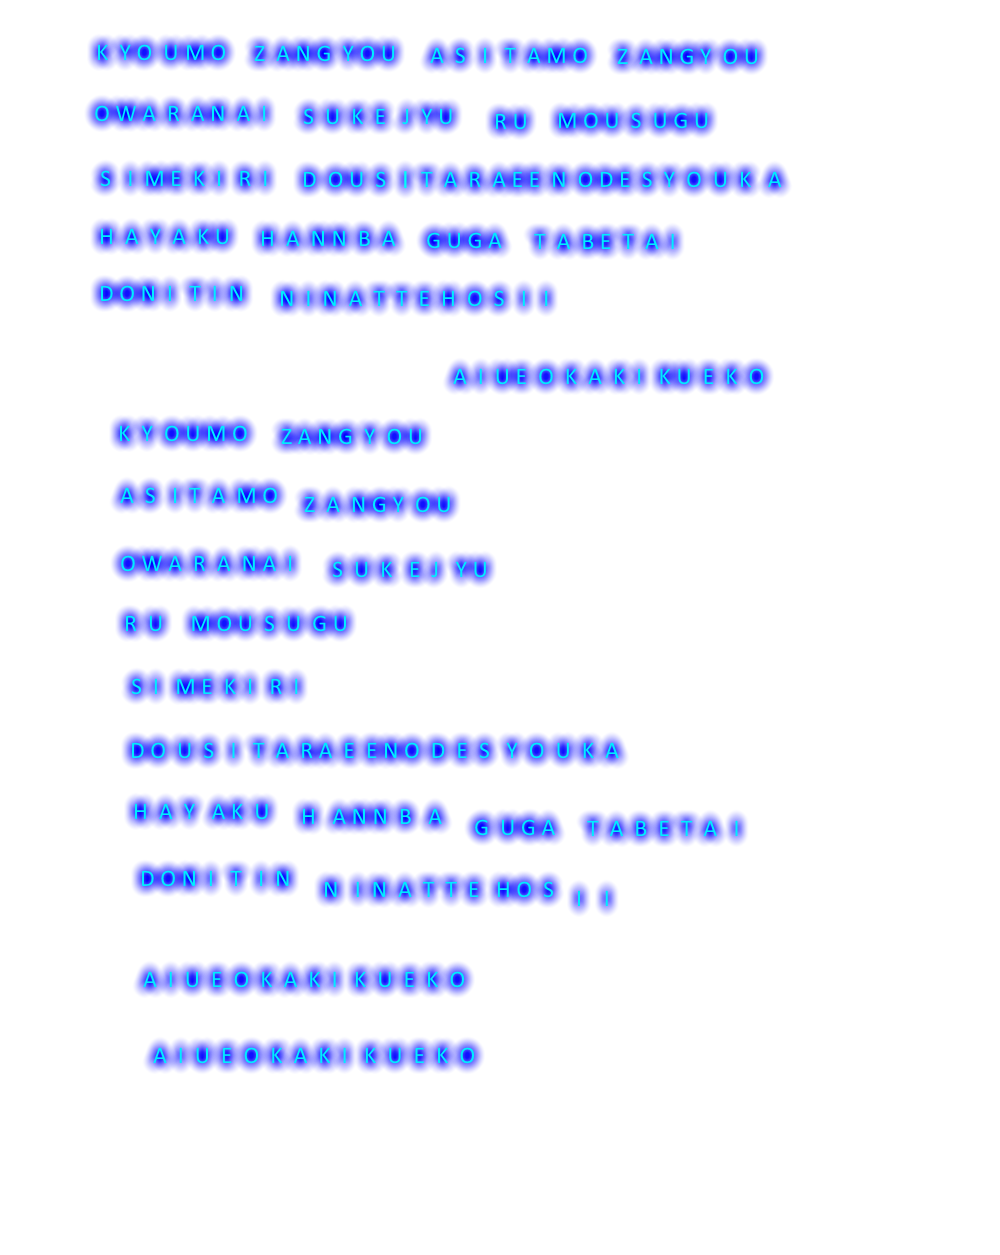 KYOUMO ZANGYOU ASITAMO ZANGYOU
OWARANAI SUKEJYU RU MOUSUGU
SIMEKIRI DOUSITARAEENODESYOUKA
HAYAKU HANNBA GUGA TABETAI
DONITIN NINATTEHOSII
AIUEOKAKIKUEKO
KYOUMO ZANGYOU
ASITAMO ZANGYOU
OWARANAI SUKEJYU
RU MOUSUGU
SIMEKIRI
DOUSITARAEENODESYOUKA
HAYAKU HANNBA GUGA TABETAI
DONITIN NINATTEHOSII
AIUEOKAKIKUEKO
AIUEOKAKIKUEKO